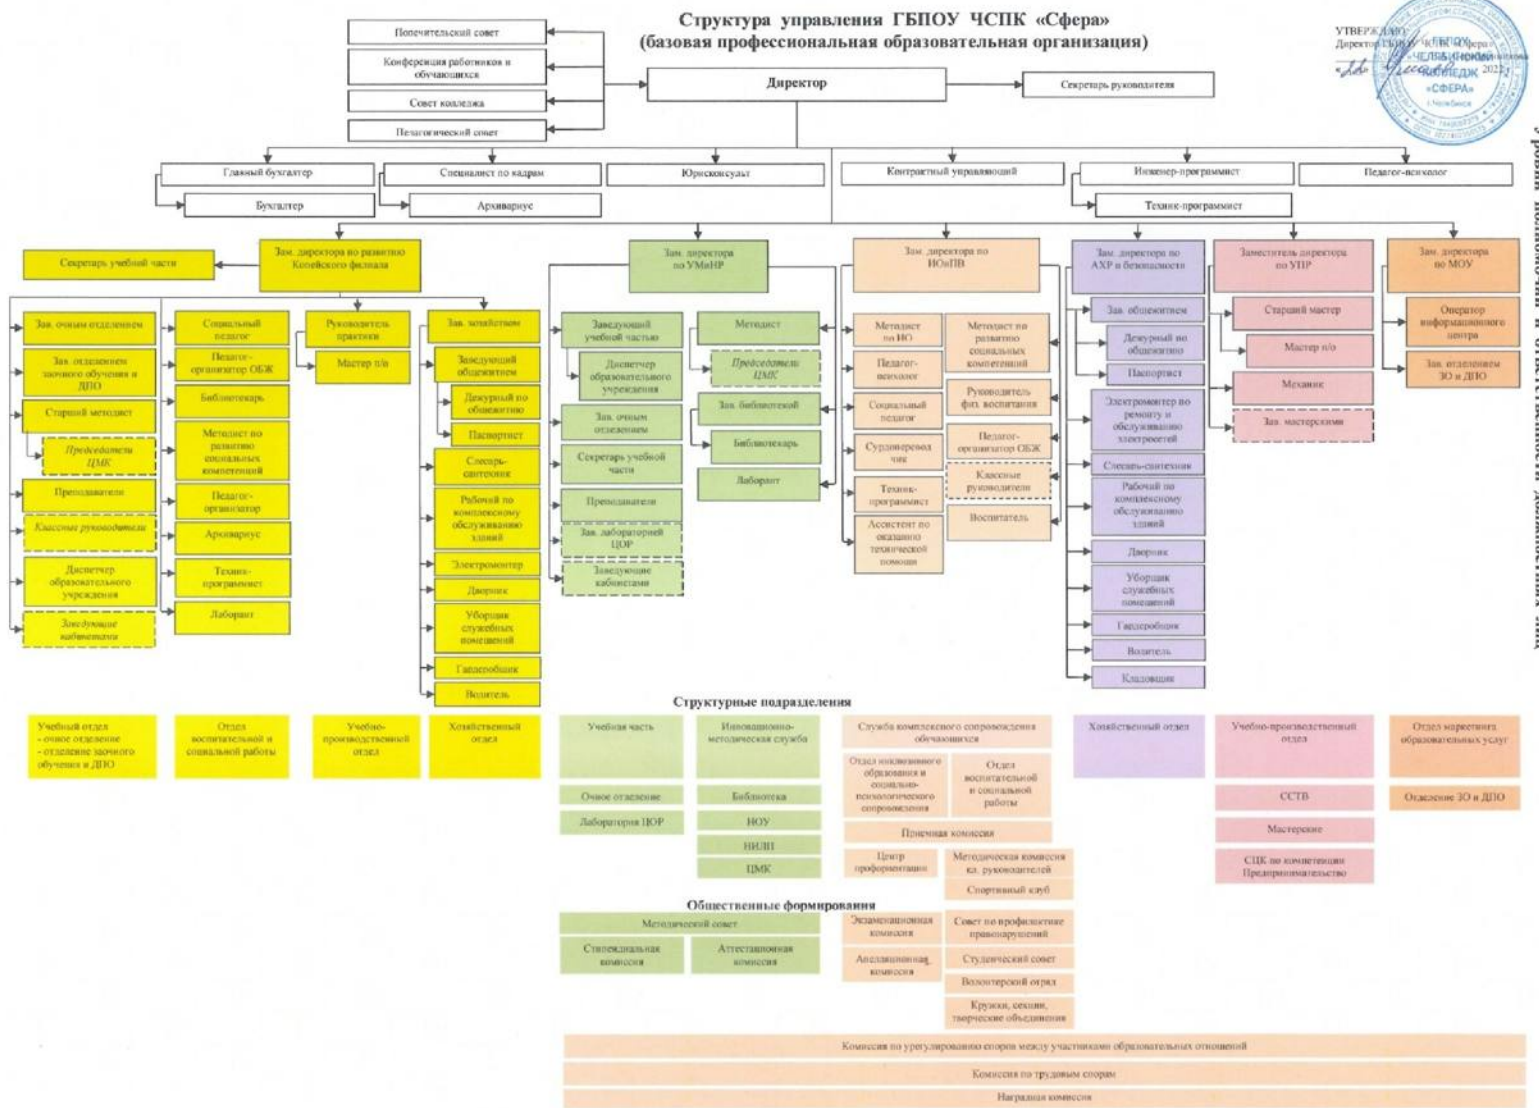 Структура управления ГБПОУ ЧСПК «Сфера»
(базовая профессиональная образовательная организация)
УТВЕРЖДАЮ
Директор ГБПОУ ЧСПК «Сфера»
2022 г.
ГБПОУ
«ЧЕЛЯБИНСКИЙ
КОЛЛЕДЖ
«СФЕРА»
г.Челябинск
Попечительский совет
Конференция работников и
обучающихся
Совет колледжа
Педагогический совет
Директор
Секретарь руководителя
Главный бухгалтер
Специалист по кадрам
Юрисконсульт
Контрактный управляющий
Инженер-программист
Педагог-психолог
Бухгалтер
Архивариус
Техник-программист
Секретарь учебной части
Зам. директора по развитию
Копейского филиала
Зам. директора
по УМиНР
Зам. директора по
ИОиПВ
Зам. директора по
АХР и безопасности
Заместитель директора
по УПР
Зам. директора
по МОУ
Зав. очным отделением
Зав. отделением
заочного обучения и
ДПО
Старший методист
Председатели
ЦМК
Преподаватели
Классные руководители
Диспетчер
образовательного
учреждения
Заведующие
кабинетами
Социальный
педагог
Педагог-
организатор ОБЖ
Библиотекарь
Методист по
развитию
социальных
компетенций
Педагог-
организатор
Архивариус
Техник-
программист
Лаборант
Руководитель
практики
Мастер п/о
Зав. хозяйством
Заведующий
общежитием
Дежурный по
общежитию
Паспортист
Слесарь-
сантехник
Рабочий по
комплексному
обслуживанию
зданий
Электромонтер
Дворник
Уборщик
служебных
помещений
Гардеробщик
Водитель
Заведующий
учебной частью
Диспетчер
образовательного
учреждения
Зав. очным
отделением
Секретарь учебной
части
Преподаватели
Зав. лабораторией
ЦОР
Заведующие
кабинетами
Методист
Председатели
ЦМК
Зав. библиотекой
Библиотекарь
Лаборант
Методист
по ИО
Педагог-
психолог
Социальный
педагог
Сурдоперевод
чик
Техник-
программист
Ассистент по
оказанию
технической
помощи
Методист по
развитию
социальных
компетенций
Руководитель
физ. воспитания
Педагог-
организатор ОБЖ
Классные
руководители
Воспитатель
Зав. общежитием
Дежурный по
общежитию
Паспортист
Электромонтер по
ремонту и
обслуживанию
электросетей
Слесарь-сантехник
Рабочий по
комплексному
обслуживанию
зданий
Дворник
Уборщик
служебных
помещений
Гардеробщик
Водитель
Кладовщик
Старший мастер
Мастер п/о
Механик
Зав. мастерскими
Оператор
информационного
центра
Зав. отделением
ЗО и ДПО
Структурные подразделения
Учебный отдел
- очное отделение
- отделение заочного
обучения и ДПО
Отдел
воспитательной и
социальной работы
Учебно-
производственный
отдел
Хозяйственный
отдел
Учебная часть
Очное отделение
Лаборатория ЦОР
Инновационно-
методическая служба
Библиотека
НОУ
НИЛП
ЦМК
Служба комплексного сопровождения
обучающихся
Отдел инклюзивного
образования и
социально-
психологического
сопровождения
Отдел
воспитательной
и социальной
работы
Приемная комиссия
Центр
профориентации
Методическая комиссия
кл. руководителей
Спортивный клуб
Хозяйственный отдел
Учебно-производственный
отдел
ССТВ
Мастерские
СЦК по компетенции
Предпринимательство
Отдел маркетинга
образовательных услуг
Отделение ЗО и ДПО
Общественные формирования
Методический совет
Стипендиальная
комиссия
Аттестационная
комиссия
Экзаменационная
комиссия
Апелляционная
комиссия
Совет по профилактике
правонарушений
Студенческий совет
Волонтерский отряд
Кружки, секции,
творческие объединения
Комиссия по урегулированию споров между участниками образовательных отношений
Комиссия по трудовым спорам
Наградная комиссия